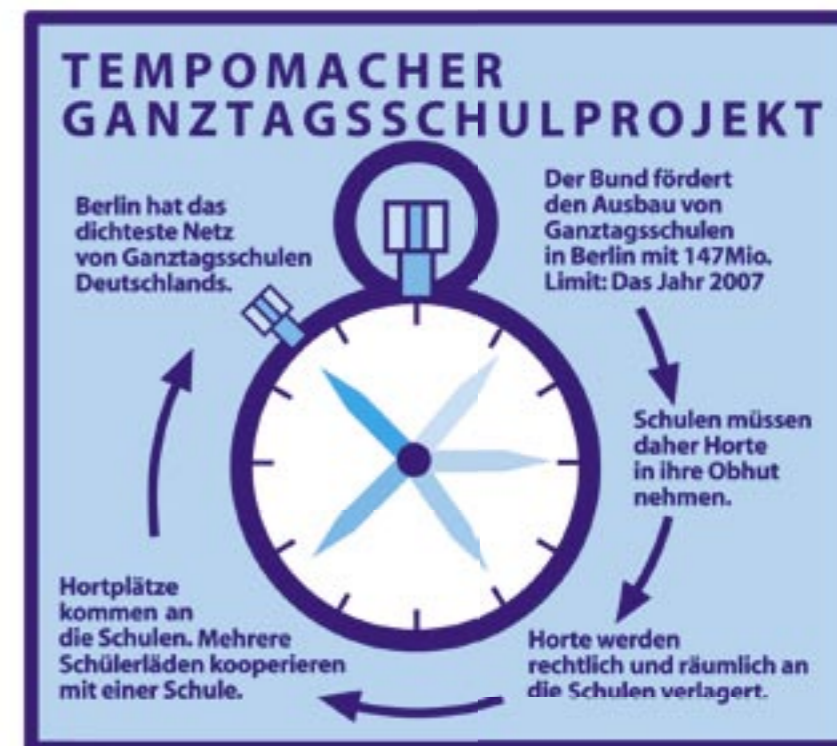 TEMPOMACHER
GANZTAGSSCHULPROJEKT
Der Bund fördert
den Ausbau von
Ganztagsschulen
in Berlin mit 147Mio.
Limit: Das Jahr 2007
Schulen müssen
daher Horte
in ihre Obhut
nehmen.
Horte werden
rechtlich und räumlich an
die Schulen verlagert.
Hortplätze
kommen an
die Schulen. Mehrere
Schülerläden kooperieren
mit einer Schule.
Berlin hat das
dichteste Netz
von Ganztagsschulen
Deutschlands.